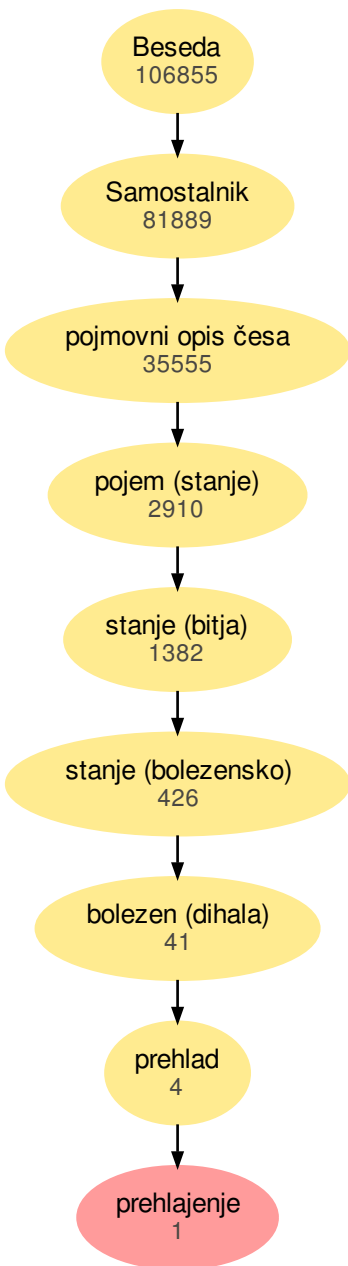 Beseda
106855
Samostalnik
81889
pojmovni opis česa
35555
pojem (stanje)
2910
stanje (bitja)
1382
stanje (bolezensko)
426
bolezen (dihala)
41
prehlad
4
prehlajenje
1